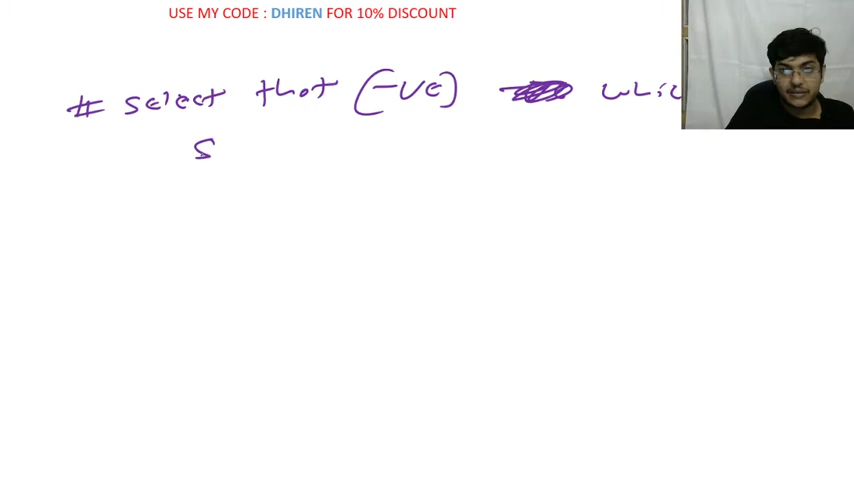 USE MY CODE : DHIREN FOR 10% DISCOUNT
# select that (-ve)
s